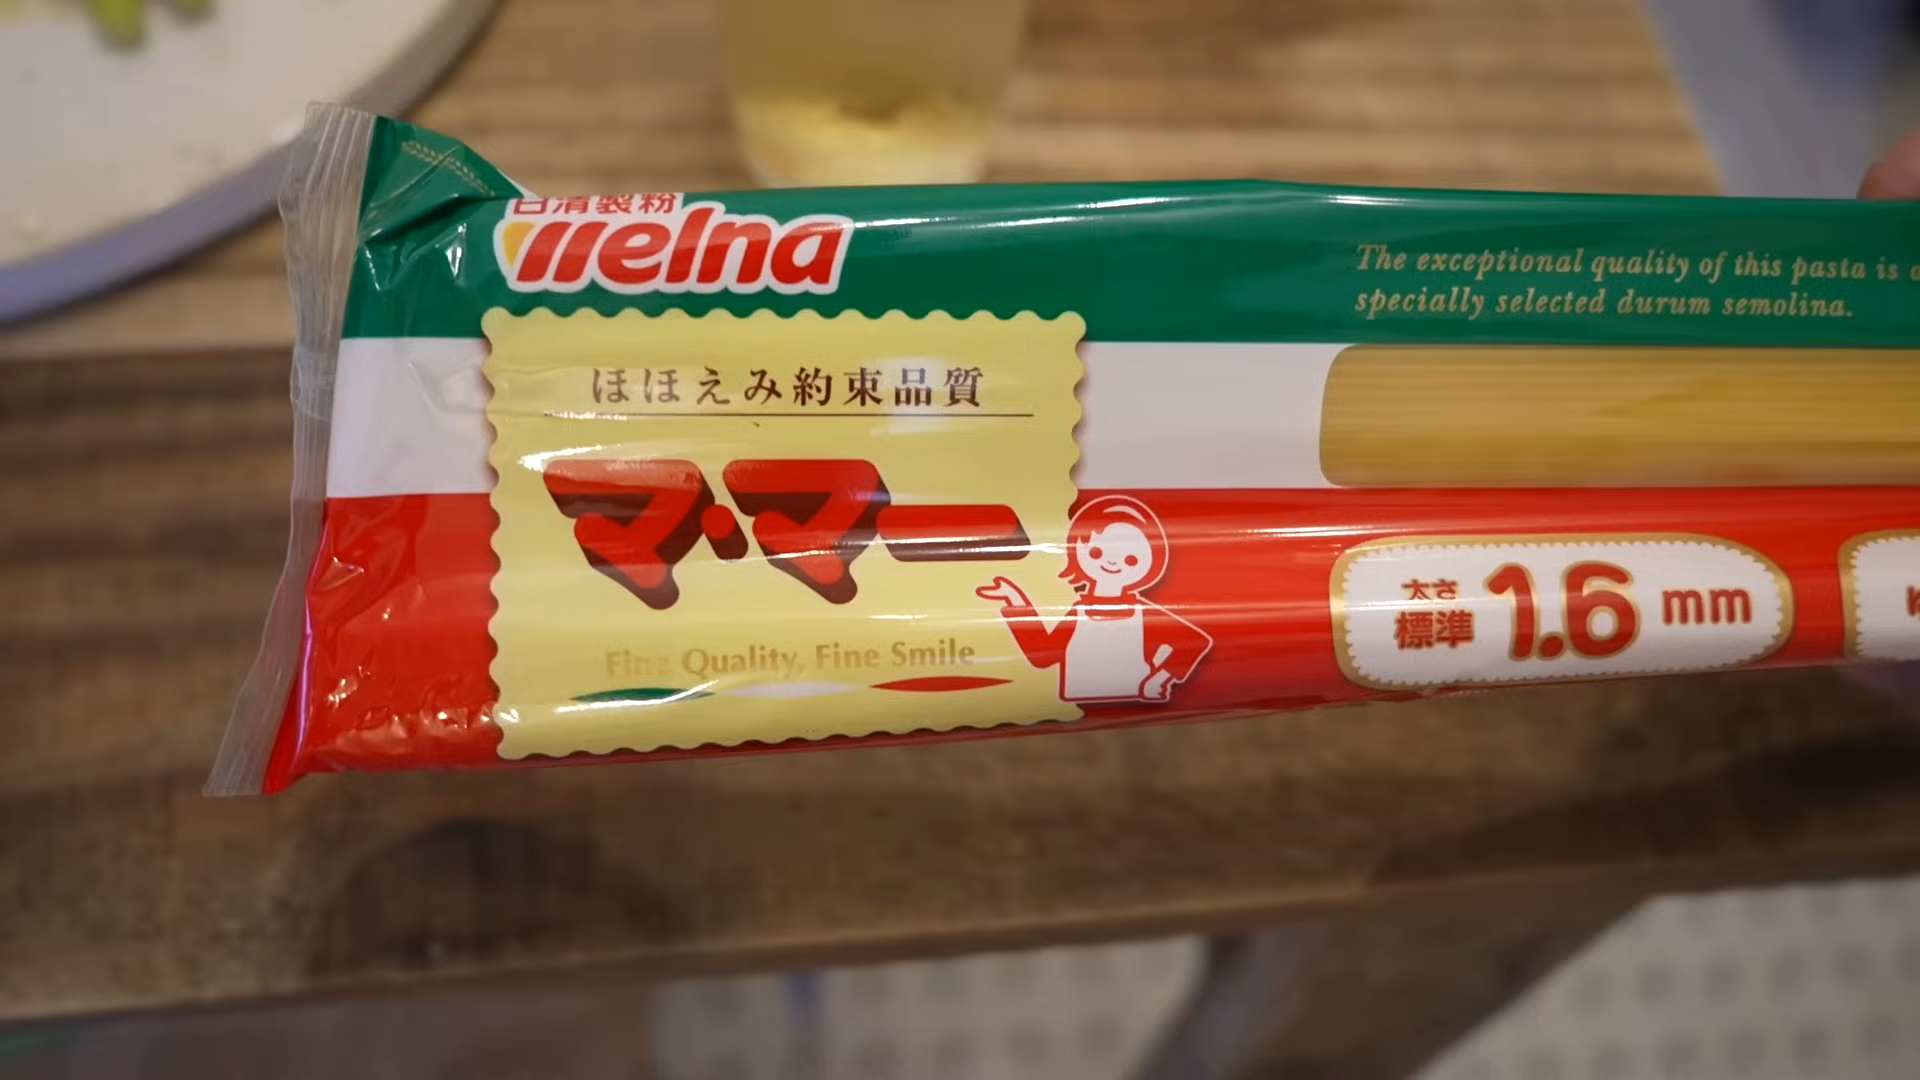 日清製粉
Welna
The exceptional quality of this pasta is
specially selected durum semolina.
ほほえみ約束品質
マ・マー
Fine Quality, Fine Smile
太さ
標準 1.6 mm